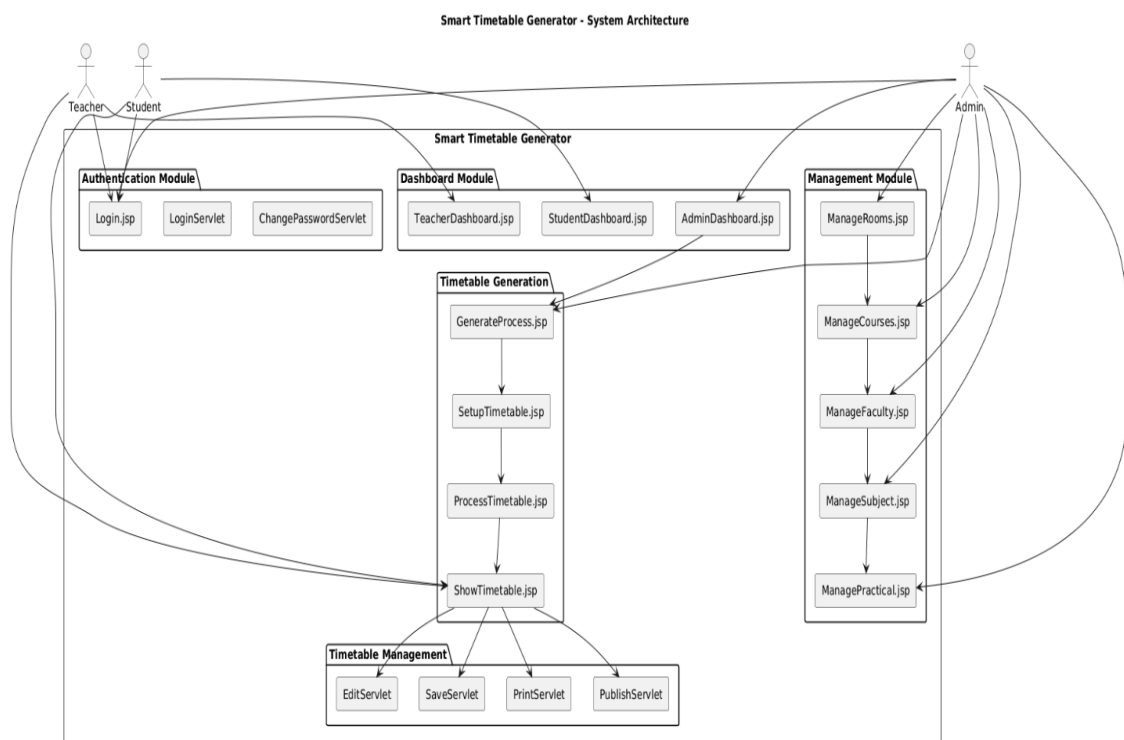 Smart Timetable Generator - System Architecture
Teacher
Student
Admin
Smart Timetable Generator
Authentication Module
Login.jsp
LoginServlet
ChangePasswordServlet
Dashboard Module
TeacherDashboard.jsp
StudentDashboard.jsp
AdminDashboard.jsp
Management Module
ManageRooms.jsp
ManageCourses.jsp
ManageFaculty.jsp
ManageSubject.jsp
ManagePractical.jsp
Timetable Generation
GenerateProcess.jsp
SetupTimetable.jsp
ProcessTimetable.jsp
ShowTimetable.jsp
Timetable Management
EditServlet
SaveServlet
PrintServlet
PublishServlet